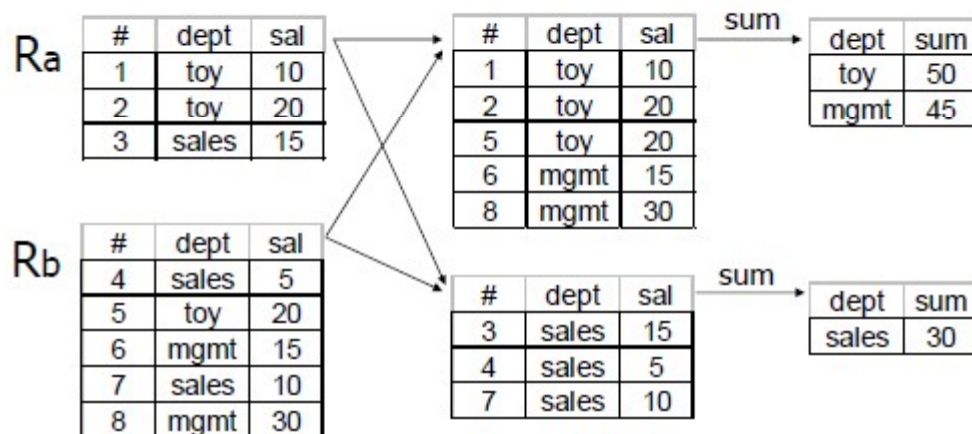 Ra
# dept sal
1 toy 10
2 toy 20
3 sales 15
Rb
# dept sal
4 sales 5
5 toy 20
6 mgmt 15
7 sales 10
8 mgmt 30
# dept sal
1 toy 10
2 toy 20
5 toy 20
6 mgmt 15
8 mgmt 30
sum
dept sum
toy 50
mgmt 45
# dept sal
3 sales 15
4 sales 5
7 sales 10
sum
dept sum
sales 30